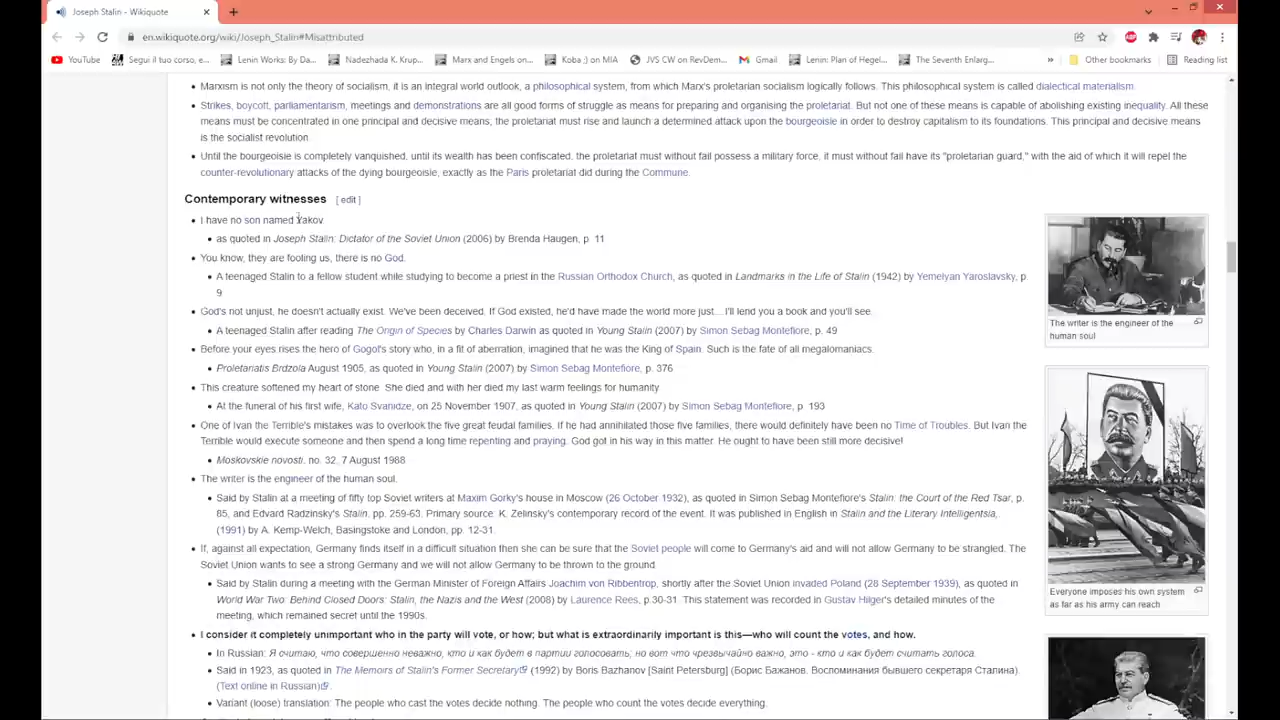 Joseph Stalin - Wikiquote
en.wikiquote.org/wiki/Joseph_Stalin#Misattributed
YouTube Segui il tuo corso, e... Lenin Works: By Da... Nadezhada K. Krup... Marx and Engels on... Koba ;) on MIA JVS CW on RevDem... Gmail Lenin: Plan of Hegel... The Seventh Enlarg... » Other bookmarks Reading list
Marxism is not only the theory of socialism, it is an integral world outlook, a philosophical system, from which Marx's proletarian socialism logically follows. This philosophical system is called dialectical materialism.
Strikes, boycott, parliamentarism, meetings and demonstrations are all good forms of struggle as means for preparing and organising the proletariat. But not one of these means is capable of abolishing existing inequality. All these
means must be concentrated in one principal and decisive means; the proletariat must rise and launch a determined attack upon the bourgeoisie in order to destroy capitalism to its foundations. This principal and decisive means
is the socialist revolution.
Until the bourgeoisie is completely vanquished, until its wealth has been confiscated, the proletariat must without fail possess a military force, it must without fail have its "proletarian guard," with the aid of which it will repel the
counter-revolutionary attacks of the dying bourgeoisie, exactly as the Paris proletariat did during the Commune.
Contemporary witnesses [ edit ]
I have no son named Yakov.
as quoted in Joseph Stalin: Dictator of the Soviet Union (2006) by Brenda Haugen, p. 11
You know, they are fooling us, there is no God.
A teenaged Stalin to a fellow student while studying to become a priest in the Russian Orthodox Church, as quoted in Landmarks in the Life of Stalin (1942) by Yemelyan Yaroslavsky, p.
9
God's not unjust, he doesn't actually exist. We've been deceived. If God existed, he'd have made the world more just... I'll lend you a book and you'll see.
A teenaged Stalin after reading The Origin of Species by Charles Darwin as quoted in Young Stalin (2007) by Simon Sebag Montefiore, p. 49
Before your eyes rises the hero of Gogol's story who, in a fit of aberration, imagined that he was the King of Spain. Such is the fate of all megalomaniacs.
Proletariatis Brdzola August 1905, as quoted in Young Stalin (2007) by Simon Sebag Montefiore, p. 376
This creature softened my heart of stone. She died and with her died my last warm feelings for humanity.
At the funeral of his first wife, Kato Svanidze, on 25 November 1907, as quoted in Young Stalin (2007) by Simon Sebag Montefiore, p. 193
One of Ivan the Terrible's mistakes was to overlook the five great feudal families. If he had annihilated those five families, there would definitely have been no Time of Troubles. But Ivan the
Terrible would execute someone and then spend a long time repenting and praying. God got in his way in this matter. He ought to have been still more decisive!
Moskovskie novosti. no. 32, 7 August 1988
The writer is the engineer of the human soul.
Said by Stalin at a meeting of fifty top Soviet writers at Maxim Gorky's house in Moscow (26 October 1932), as quoted in Simon Sebag Montefiore's Stalin: the Court of the Red Tsar, p.
85, and Edvard Radzinsky's Stalin. pp. 259-63. Primary source: K. Zelinsky's contemporary record of the event. It was published in English in Stalin and the Literary Intelligentsia,.
(1991) by A. Kemp-Welch, Basingstoke and London, pp. 12-31.
If, against all expectation, Germany finds itself in a difficult situation then she can be sure that the Soviet people will come to Germany's aid and will not allow Germany to be strangled. The
Soviet Union wants to see a strong Germany and we will not allow Germany to be thrown to the ground.
Said by Stalin during a meeting with the German Minister of Foreign Affairs Joachim von Ribbentrop, shortly after the Soviet Union invaded Poland (28 September 1939), as quoted in
World War Two: Behind Closed Doors: Stalin, the Nazis and the West (2008) by Laurence Rees, p.30-31. This statement was recorded in Gustav Hilger's detailed minutes of the
meeting, which remained secret until the 1990s.
I consider it completely unimportant who in the party will vote, or how; but what is extraordinarily important is this—who will count the votes, and how.
In Russian: Я считаю, что совершенно неважно, кто и как будет в партии голосовать; но вот что чрезвычайно важно, это - кто и как будет считать голоса.
Said in 1923, as quoted in The Memoirs of Stalin's Former Secretary (1992) by Boris Bazhanov [Saint Petersburg] (Борис Бажанов. Воспоминания бывшего секретаря Сталина).
(Text online in Russian).
Variant (loose) translation: The people who cast the votes decide nothing. The people who count the votes decide everything.
The writer is the engineer of the
human soul
Everyone imposes his own system
as far as his army can reach